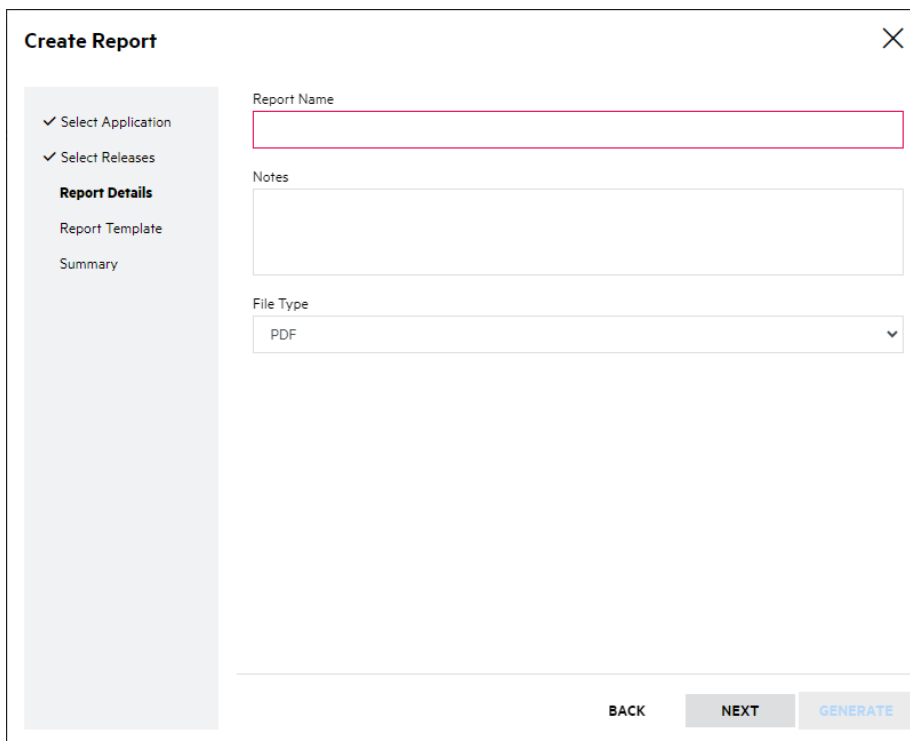 Create Report
Select Application
Select Releases
Report Details
Report Template
Summary
Report Name
Notes
File Type
PDF
BACK NEXT GENERATE